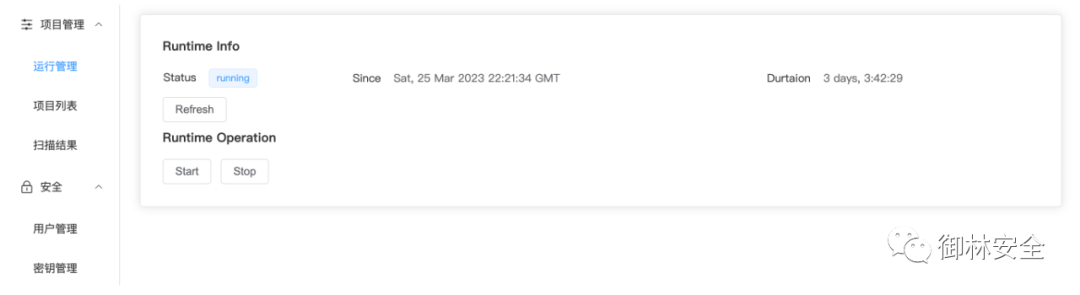 项目管理
运行管理
项目列表
扫描结果
安全
用户管理
密钥管理
Runtime Info
Status running Since Sat, 25 Mar 2023 22:21:34 GMT Durtaion 3 days, 3:42:29
Refresh
Runtime Operation
Start Stop
御林安全